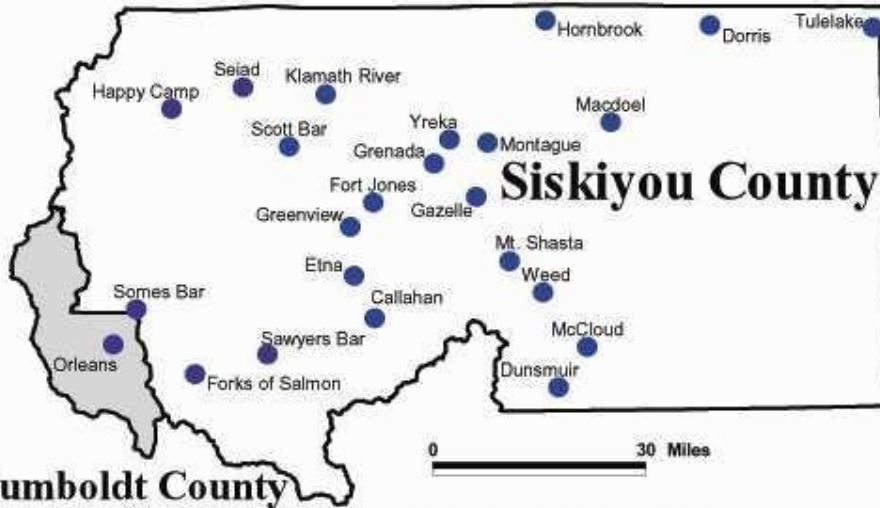 Hornbrook
Dorris
Tulelake
Seiad
Klamath River
Happy Camp
Macdoel
Scott Bar
Yreka
Montague
Grenada
Siskiyou County
Fort Jones
Gazelle
Greenview
Mt. Shasta
Etna
Weed
Somes Bar
Callahan
McCloud
Sawyers Bar
Orleans
Dunsmuir
Forks of Salmon
0 30 Miles
umboldt County